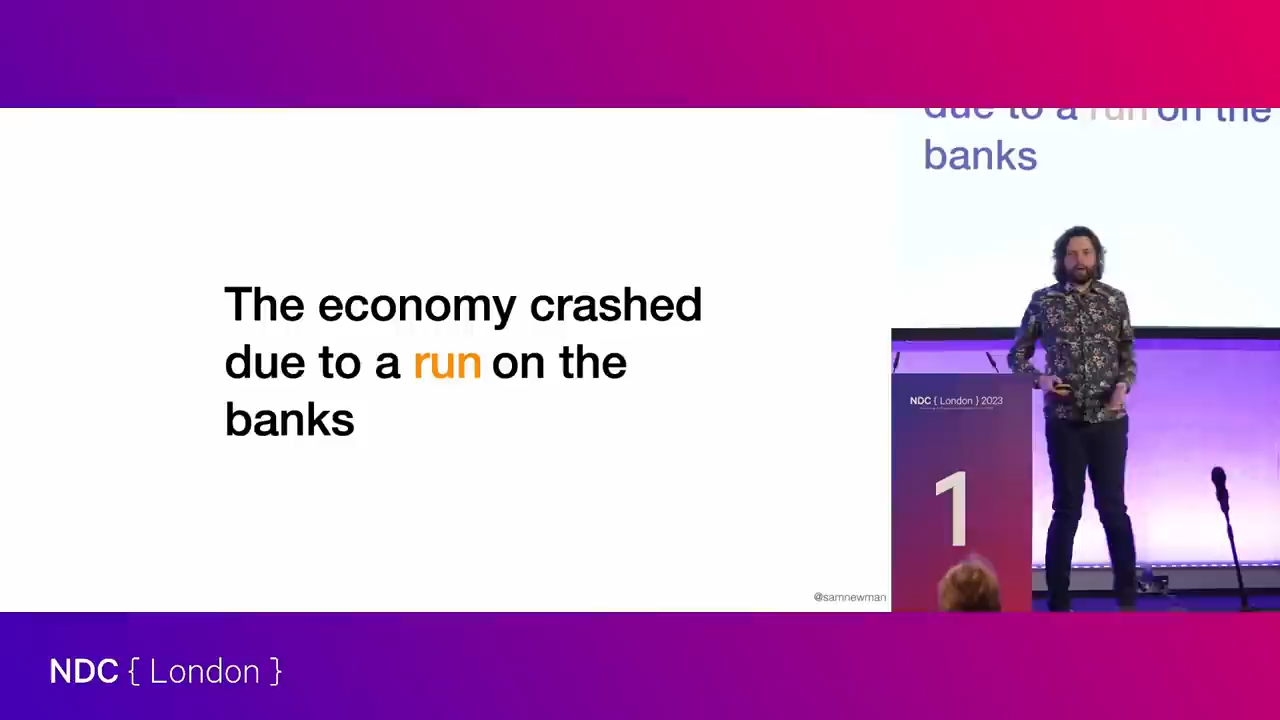 The economy crashed
due to a run on the
banks
@samnewman
due to a run on the
banks
NDC { London } 2023
1
NDC { London }